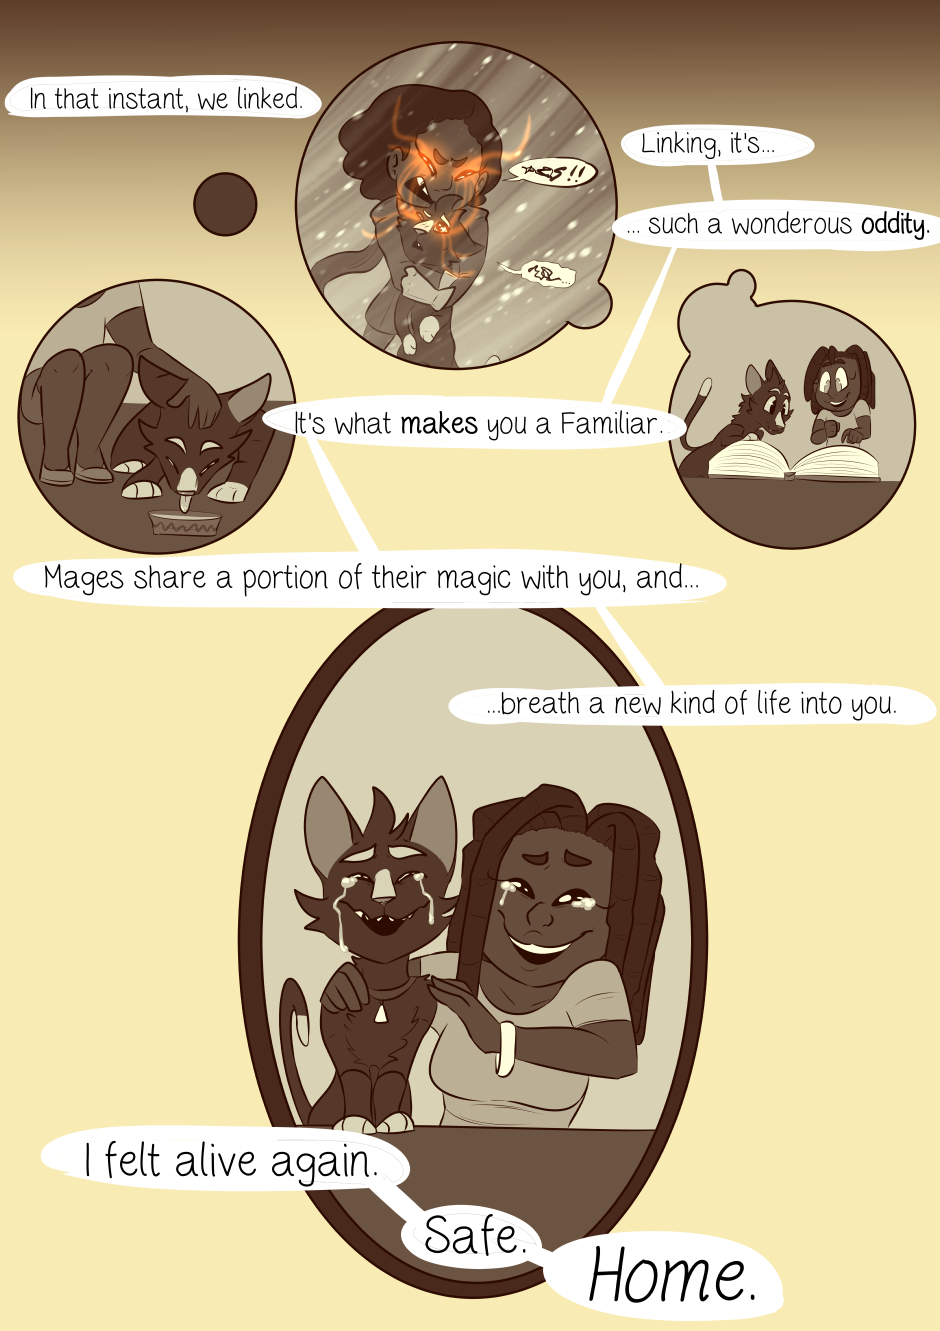 In that instant, we linked.
Linking, it's...
... such a wonderous oddity.
It's what makes you a Familiar.
Mages share a portion of their magic with you, and...
...breath a new kind of life into you.
I felt alive again.
Safe.
Home.